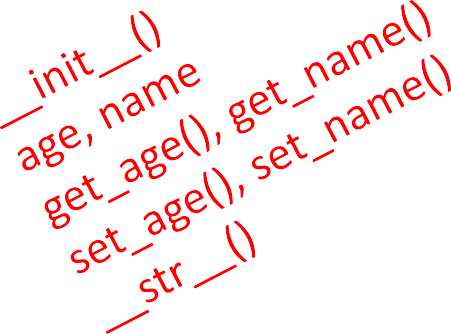 __init__()
age, name
get_age(), get_name()
set_age(), set_name()
__str__()